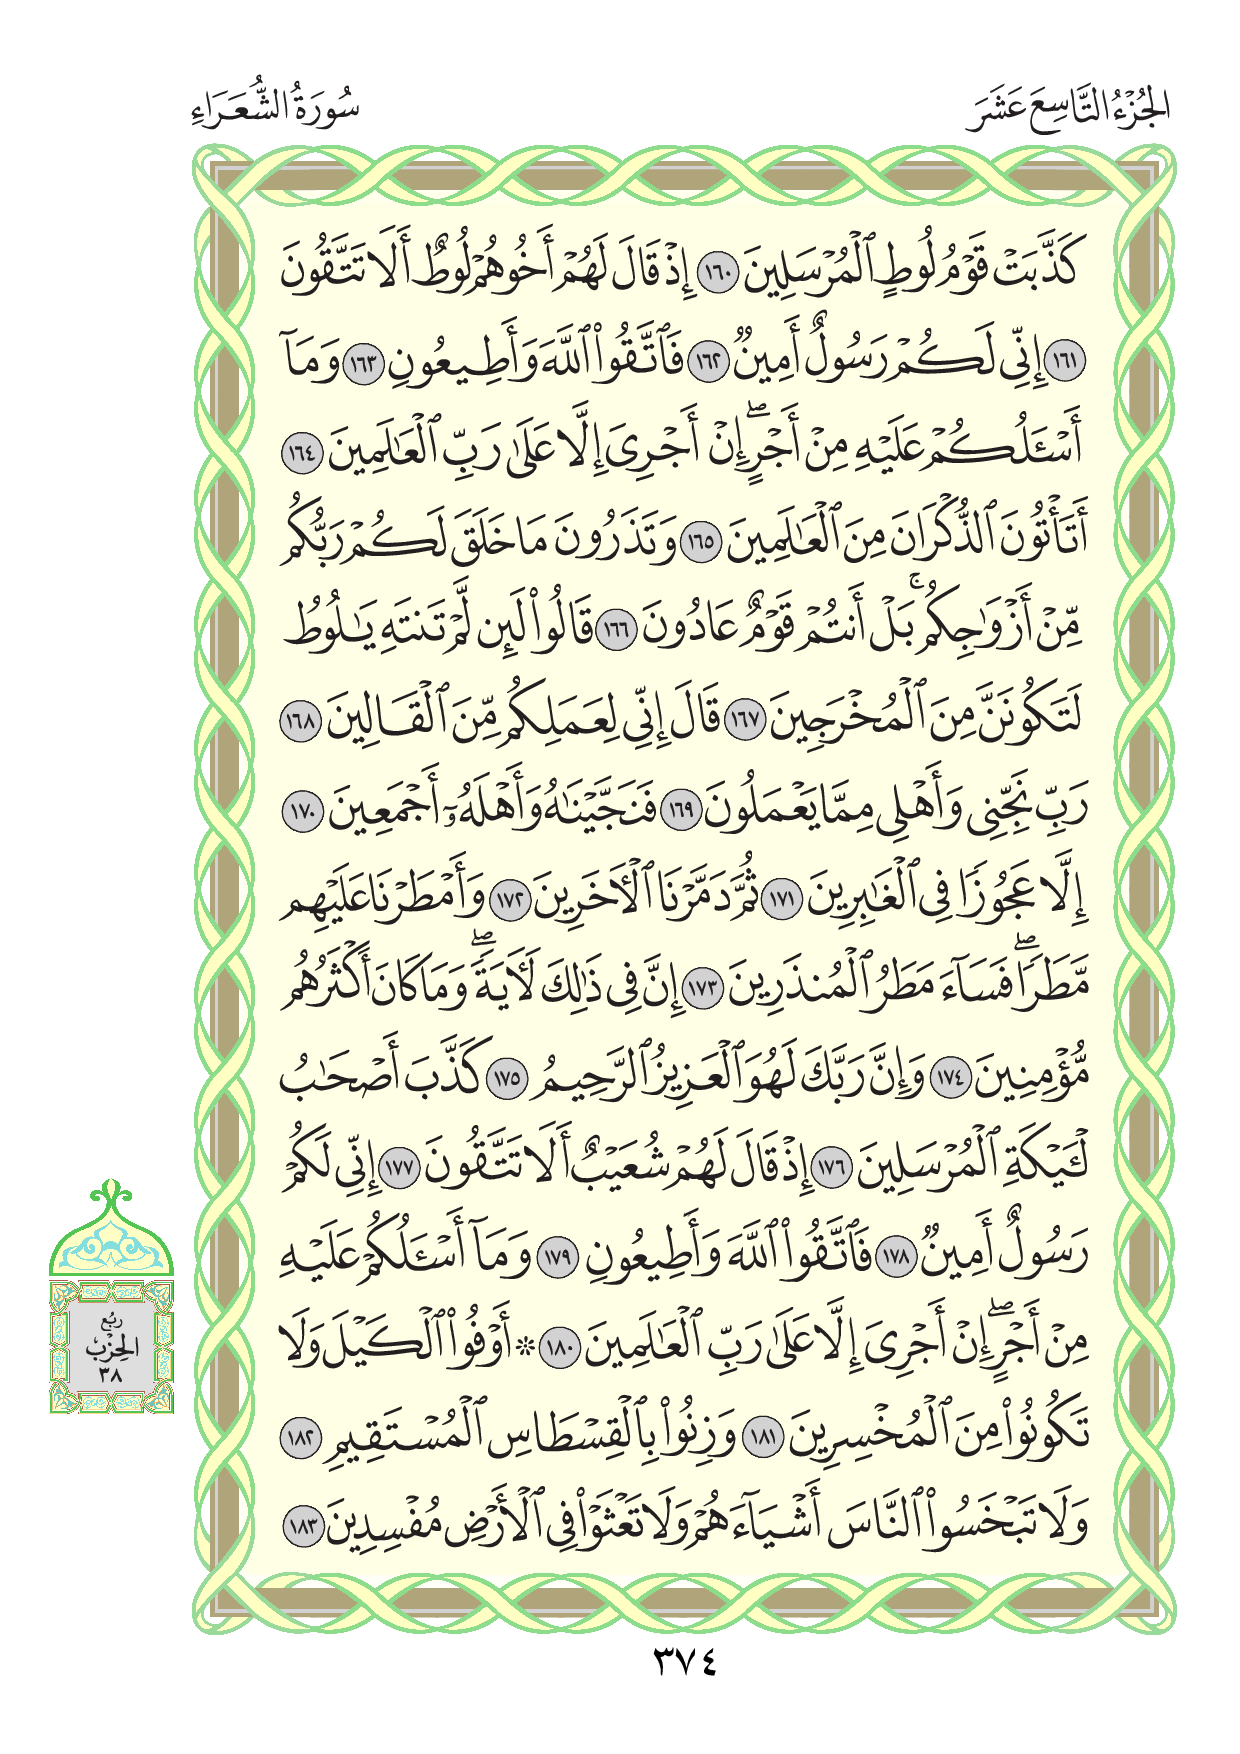 الجُزْءُ التَّاسِعَ عَشَرَ
سُورَةُ الشُّعَرَاءِ
كَذَّبَتْ قَوْمُ لُوطٍ ٱلْمُرْسَلِينَ ١٦٠ إِذْ قَالَ لَهُمْ أَخُوهُمْ لُوطٌ أَلَا تَتَّقُونَ
١٦١ إِنِّي لَكُمْ رَسُولٌ أَمِينٌ ١٦٢ فَٱتَّقُوا۟ ٱللَّهَ وَأَطِيعُونِ ١٦٣ وَمَآ
أَسْـَٔلُكُمْ عَلَيْهِ مِنْ أَجْرٍۖ إِنْ أَجْرِىَ إِلَّا عَلَىٰ رَبِّ ٱلْعَـٰلَمِينَ ١٦٤
أَتَأْتُونَ ٱلذُّكْرَانَ مِنَ ٱلْعَـٰلَمِينَ ١٦٥ وَتَذَرُونَ مَا خَلَقَ لَكُمْ رَبُّكُم
مِّنْ أَزْوَٰجِكُمۚ بَلْ أَنتُمْ قَوْمٌ عَادُونَ ١٦٦ قَالُوا۟ لَئِن لَّمْ تَنتَهِ يَـٰلُوطُ
لَتَكُونَنَّ مِنَ ٱلْمُخْرَجِينَ ١٦٧ قَالَ إِنِّي لِعَمَلِكُم مِّنَ ٱلْقَالِينَ ١٦٨
رَبِّ نَجِّنِي وَأَهْلِي مِمَّا يَعْمَلُونَ ١٦٩ فَنَجَّيْنَـٰهُ وَأَهْلَهُۥٓ أَجْمَعِينَ ١٧٠
إِلَّا عَجُوزًا فِي ٱلْغَـٰبِرِينَ ١٧١ ثُمَّ دَمَّرْنَا ٱلْـَٔاخَرِينَ ١٧٢ وَأَمْطَرْنَا عَلَيْهِم
مَّطَرًاۖ فَسَآءَ مَطَرُ ٱلْمُنذَرِينَ ١٧٣ إِنَّ فِي ذَٰلِكَ لَـَٔايَةًۖ وَمَا كَانَ أَكْثَرُهُم
مُّؤْمِنِينَ ١٧٤ وَإِنَّ رَبَّكَ لَهُوَ ٱلْعَزِيزُ ٱلرَّحِيمُ ١٧٥ كَذَّبَ أَصْحَـٰبُ
لْـَٔيْكَةِ ٱلْمُرْسَلِينَ ١٧٦ إِذْ قَالَ لَهُمْ شُعَيْبٌ أَلَا تَتَّقُونَ ١٧٧ إِنِّي لَكُمْ
رَسُولٌ أَمِينٌ ١٧٨ فَٱتَّقُوا۟ ٱللَّهَ وَأَطِيعُونِ ١٧٩ وَمَآ أَسْـَٔلُكُمْ عَلَيْهِ
مِنْ أَجْرٍۖ إِنْ أَجْرِىَ إِلَّا عَلَىٰ رَبِّ ٱلْعَـٰلَمِينَ ١٨٠ ۞ أَوْفُوا۟ ٱلْكَيْلَ وَلَا
تَكُونُوا۟ مِنَ ٱلْمُخْسِرِينَ ١٨١ وَزِنُوا۟ بِٱلْقِسْطَاسِ ٱلْمُسْتَقِيمِ ١٨٢
وَلَا تَبْخَسُوا۟ ٱلنَّاسَ أَشْيَآءَهُمْ وَلَا تَعْثَوْا۟ فِي ٱلْأَرْضِ مُفْسِدِينَ ١٨٣
رُبْع
الحِزْب
٣٨
٣٧٤